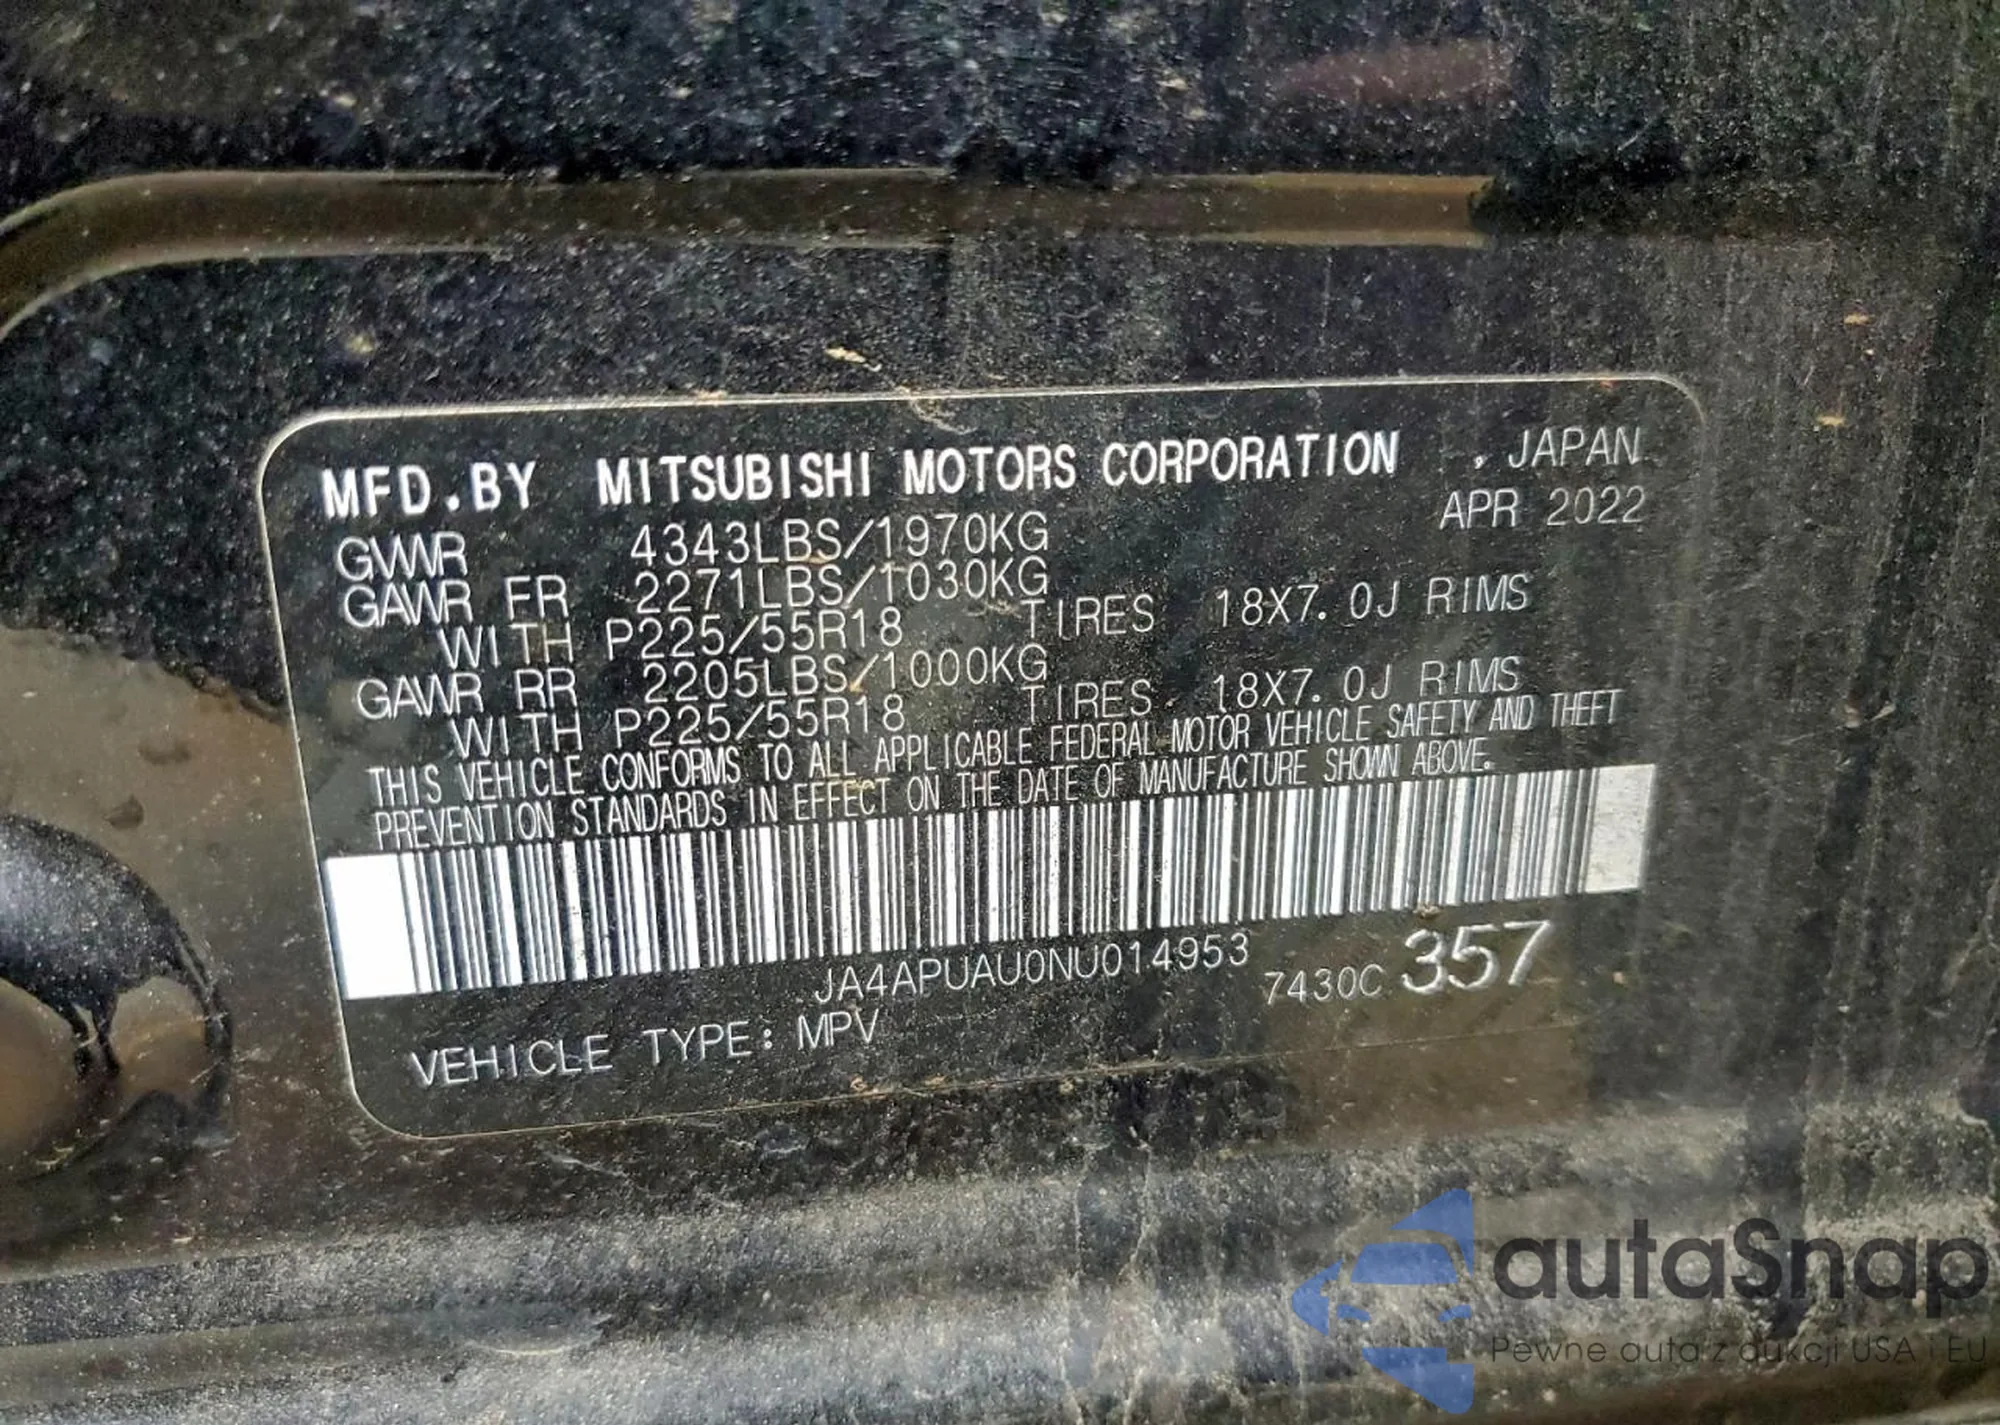 MFD.BY MITSUBISHI MOTORS CORPORATION , JAPAN
APR 2022
GVWR 4343LBS/1970KG
GAWR FR 2271LBS/1030KG
WITH P225/55R18 TIRES 18X7.0J RIMS
GAWR RR 2205LBS/1000KG
WITH P225/55R18 TIRES 18X7.0J RIMS
THIS VEHICLE CONFORMS TO ALL APPLICABLE FEDERAL MOTOR VEHICLE SAFETY AND THEFT
PREVENTION STANDARDS IN EFFECT ON THE DATE OF MANUFACTURE SHOWN ABOVE.
JA4APUAU0NU014953
7430C 357
VEHICLE TYPE: MPV
autaSnap
Pewne auta z aukcji USA i EU